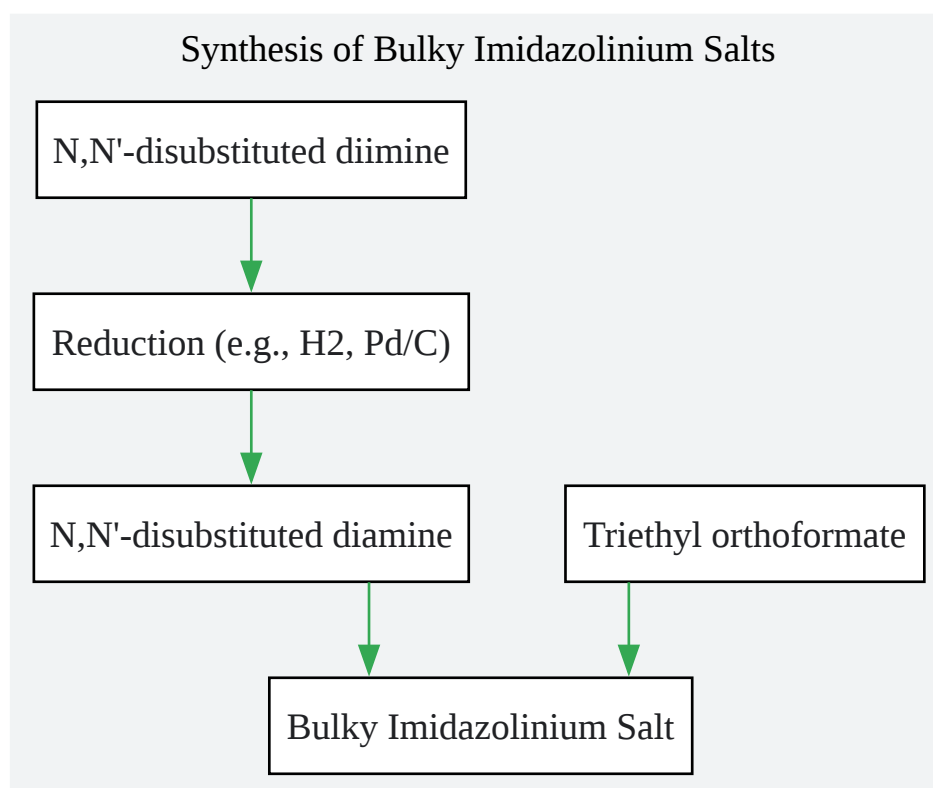 Synthesis of Bulky Imidazolinium Salts
N,N'-disubstituted diimine
Reduction (e.g., H2, Pd/C)
N,N'-disubstituted diamine
Triethyl orthoformate
Bulky Imidazolinium Salt